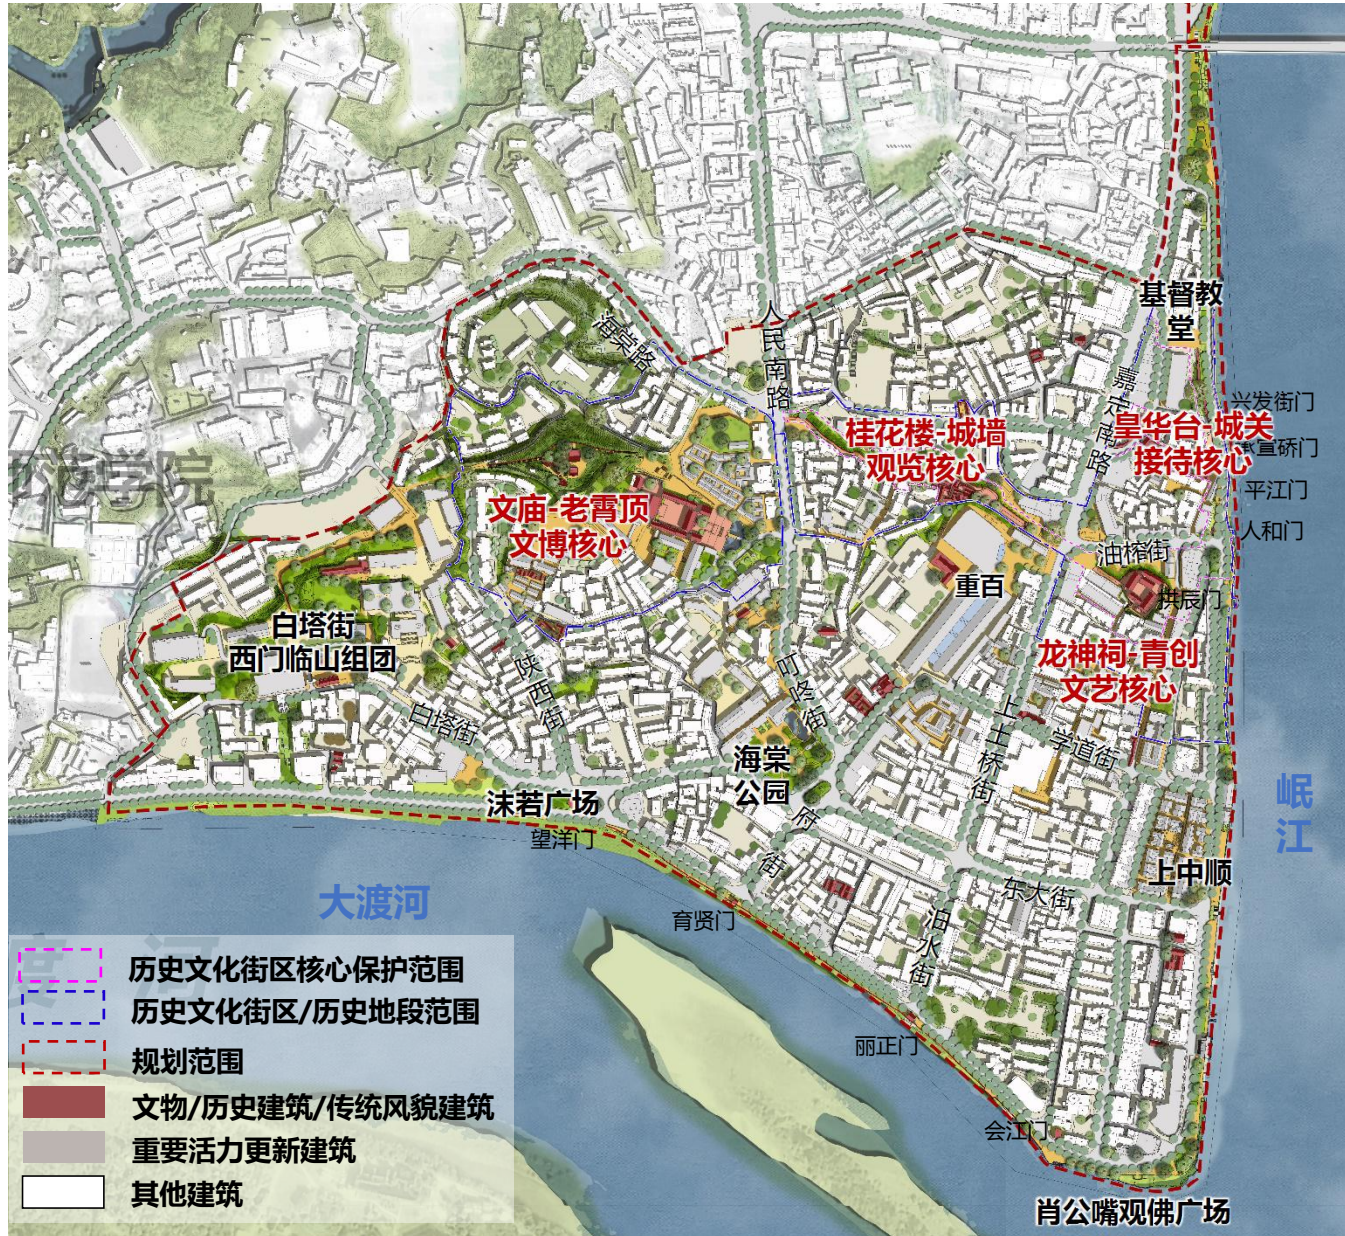 人民南路
海棠路
基督教
堂
嘉定南路
兴发街门
皇华台-城关
接待核心
宣硚门
桂花楼-城墙
观览核心
平江门
人和门
师范学院
文庙-老霄顶
文博核心
油榨街
重百
拱辰门
白塔街
西门临山组团
龙神祠-青创
文艺核心
陕西街
叮咚街
白塔街
上土桥街
学道街
海棠
公园
沫若广场
望洋门
府街
岷
江
上中顺
东大街
大渡河
育贤门
泊水街
度河
丽正门
会江门
肖公嘴观佛广场
历史文化街区核心保护范围
历史文化街区/历史地段范围
规划范围
文物/历史建筑/传统风貌建筑
重要活力更新建筑
其他建筑